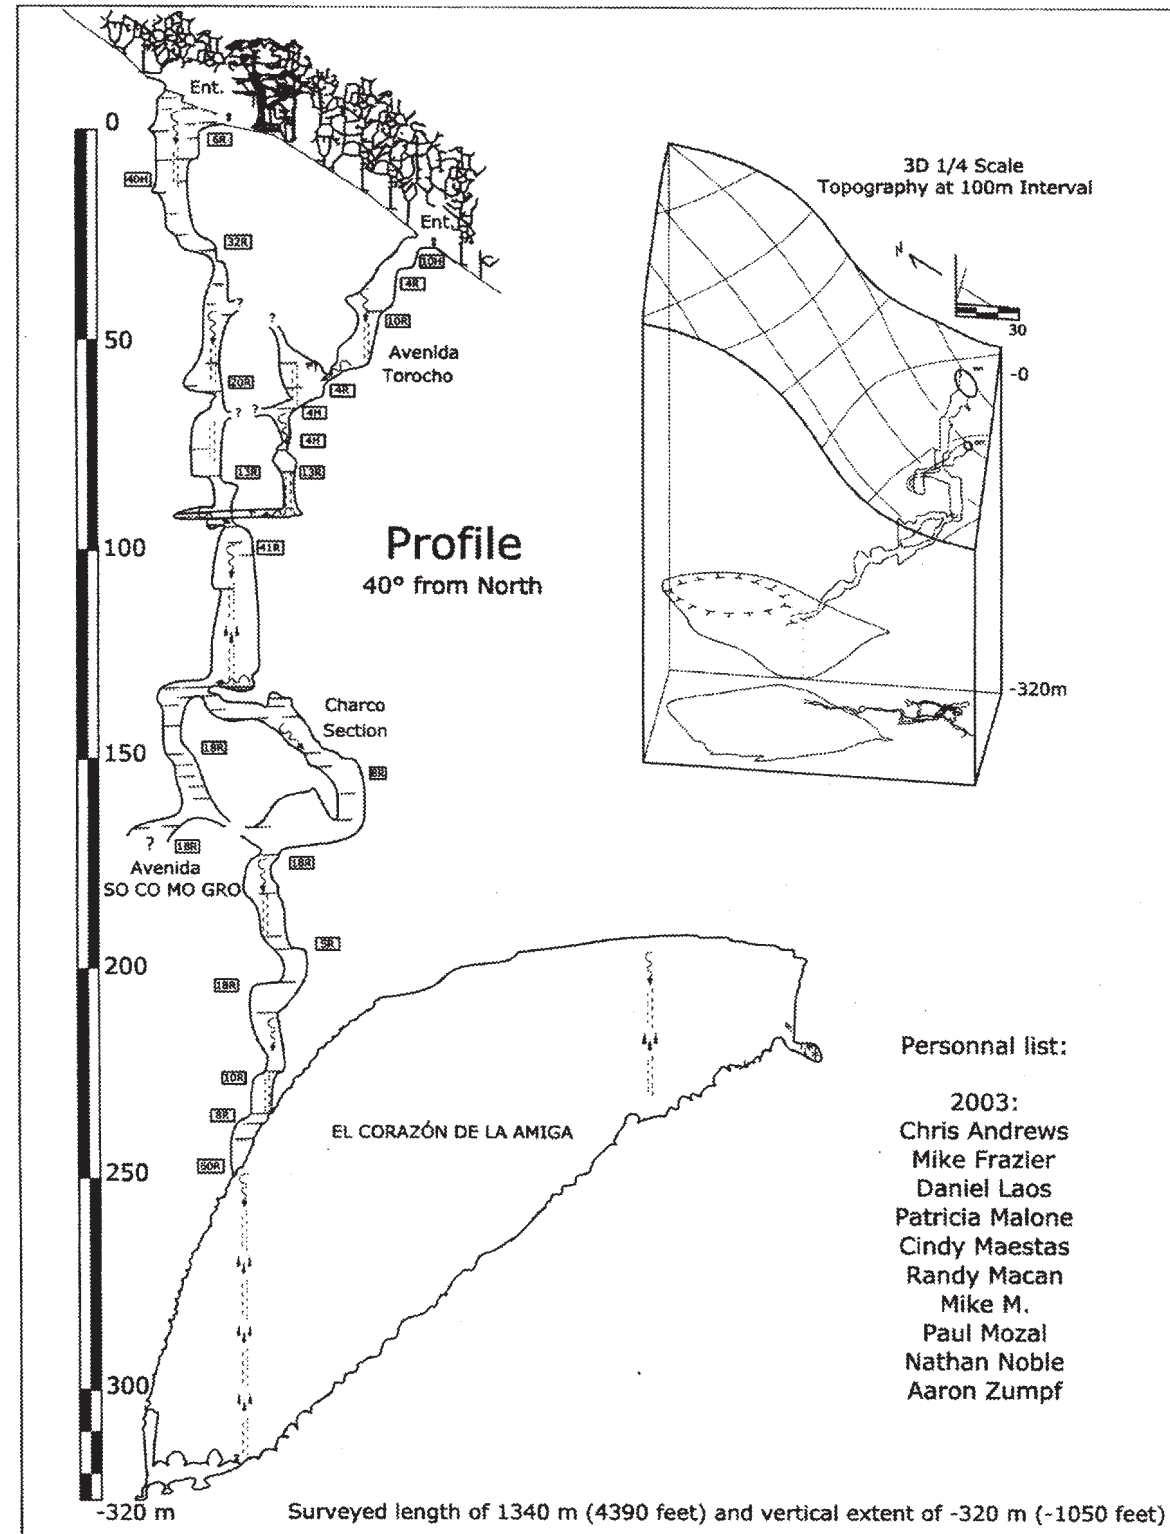 Ent.
0
6R
40H
3D 1/4 Scale
Topography at 100m Interval
Ent.
32R
N
10H
4R
?
?
10R
30
50
Avenida
Torocho
-0
20R
4R
? ?
4H
4H
13R
13R
Profile
40° from North
100
41R
-320m
Charco
Section
150
18R
8R
?
18R
Avenida
SO CO MO GRO
18R
200
18R
Personnal list:
10R
8R
2003:
Chris Andrews
EL CORAZÓN DE LA AMIGA
Mike Frazier
250
Daniel Laos
Patricia Malone
Cindy Maestas
Randy Macan
Mike M.
Paul Mozal
Nathan Noble
300
Aaron Zumpf
-320 m
Surveyed length of 1340 m (4390 feet) and vertical extent of -320 m (-1050 feet)